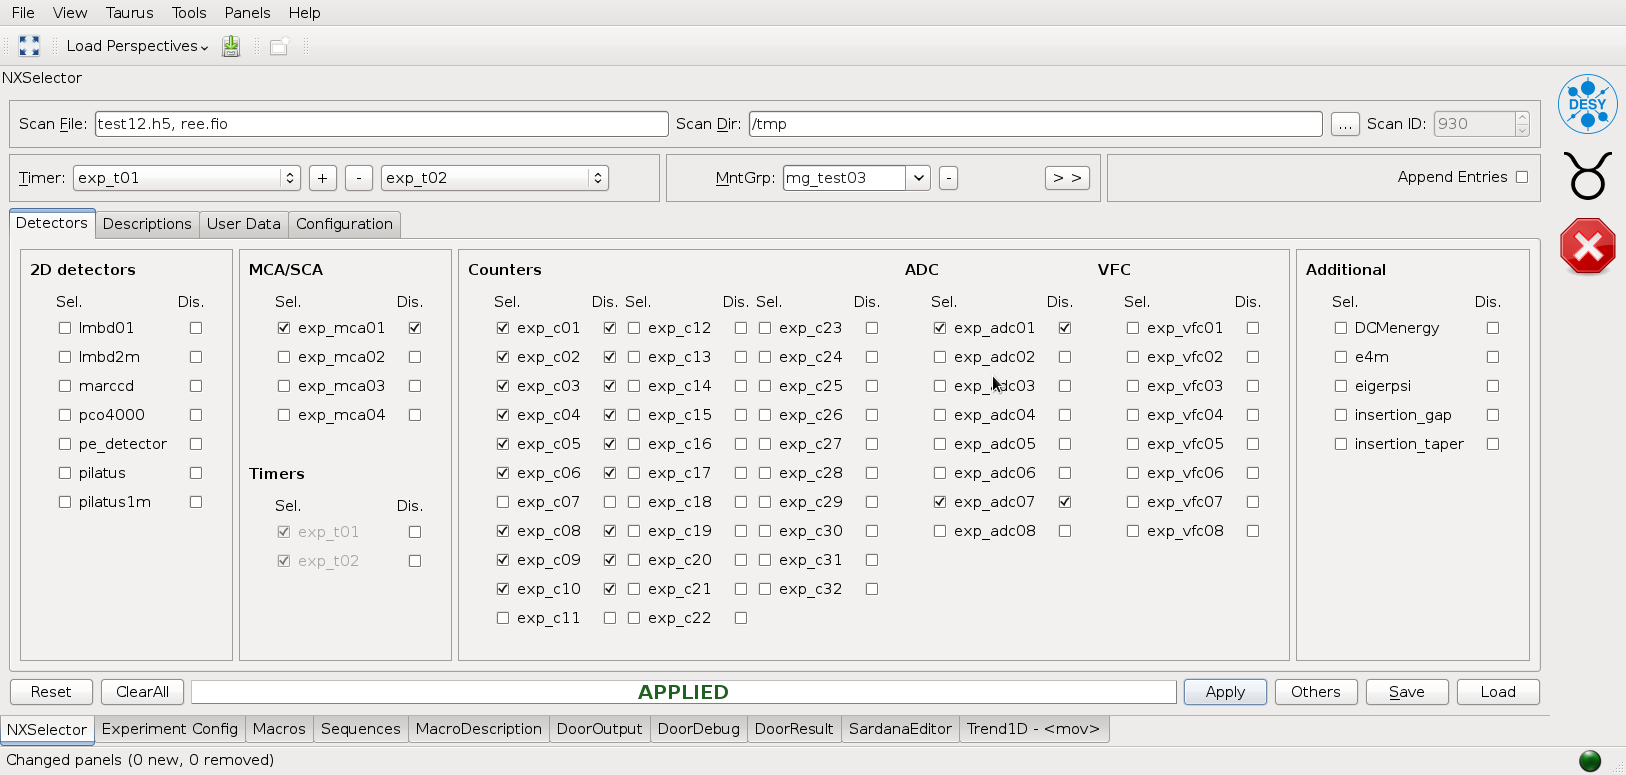 File View Taurus Tools Panels Help
Load Perspectives
NXSelector
DESY
Scan File: test12.h5, ree.fio Scan Dir: /tmp ... Scan ID: 930
Timer: exp_t01 + - exp_t02 MntGrp: mg_test03 - > > Append Entries
Detectors Descriptions User Data Configuration
2D detectors MCA/SCA Counters ADC VFC Additional
Sel. Dis. Sel. Dis. Sel. Dis. Sel. Dis. Sel. Dis. Sel. Dis. Sel. Dis. Sel. Dis.
lmbd01 exp_mca01 exp_c01 exp_c12 exp_c23 exp_adc01 exp_vfc01 DCMenergy
lmbd2m exp_mca02 exp_c02 exp_c13 exp_c24 exp_adc02 exp_vfc02 e4m
marccd exp_mca03 exp_c03 exp_c14 exp_c25 exp_adc03 exp_vfc03 eigerpsi
pco4000 exp_mca04 exp_c04 exp_c15 exp_c26 exp_adc04 exp_vfc04 insertion_gap
pe_detector exp_c05 exp_c16 exp_c27 exp_adc05 exp_vfc05 insertion_taper
pilatus Timers exp_c06 exp_c17 exp_c28 exp_adc06 exp_vfc06
pilatus1m Sel. Dis. exp_c07 exp_c18 exp_c29 exp_adc07 exp_vfc07
exp_t01 exp_c08 exp_c19 exp_c30 exp_adc08 exp_vfc08
exp_t02 exp_c09 exp_c20 exp_c31
exp_c10 exp_c21 exp_c32
exp_c11 exp_c22
Reset ClearAll APPLIED Apply Others Save Load
NXSelector Experiment Config Macros Sequences MacroDescription DoorOutput DoorDebug DoorResult SardanaEditor Trend1D - <mov>
Changed panels (0 new, 0 removed)